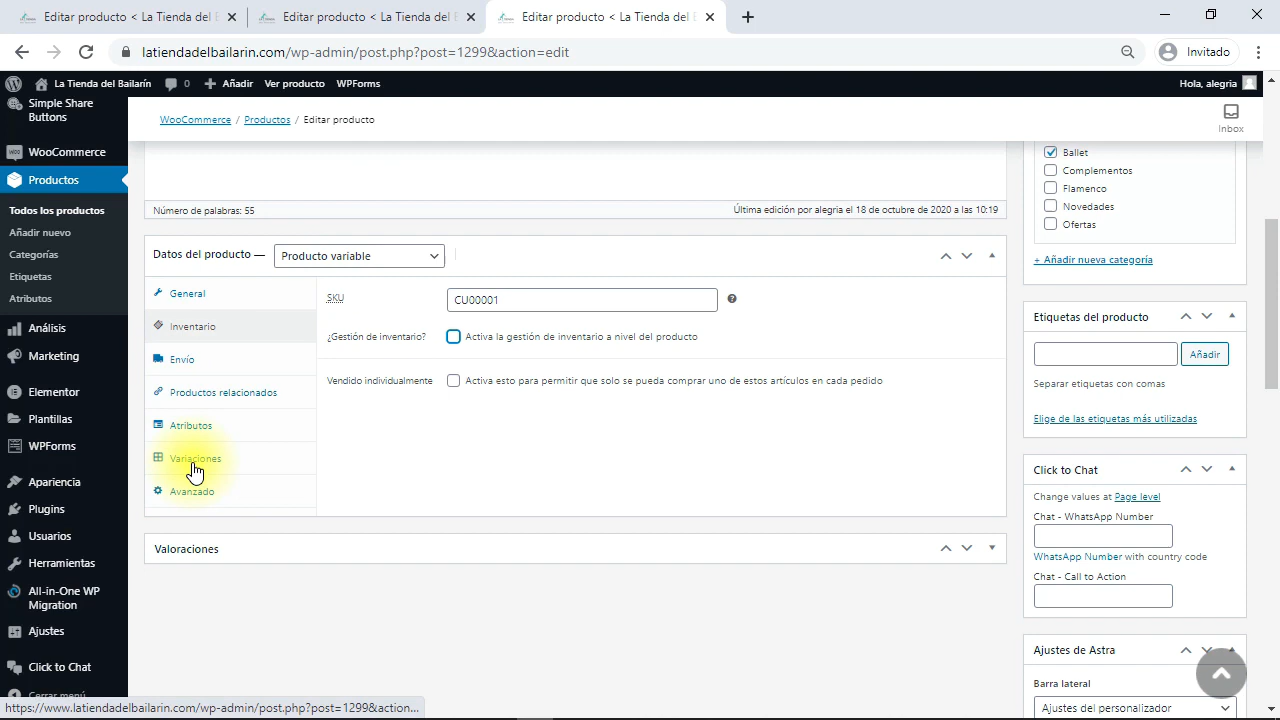 Editar producto < La Tienda del
Editar producto < La Tienda del
Editar producto < La Tienda del
latiendadelbailarin.com/wp-admin/post.php?post=1299&action=edit
Invitado
La Tienda del Bailarín
0
Añadir
Ver producto
WPForms
Hola, alegria
Simple Share
Buttons
WooCommerce
Productos
Todos los productos
Añadir nuevo
Categorías
Etiquetas
Atributos
Análisis
Marketing
Elementor
Plantillas
WPForms
Apariencia
Plugins
Usuarios
Herramientas
All-in-One WP
Migration
Ajustes
Click to Chat
Cerrar menú
WooCommerce / Productos / Editar producto
Inbox
Número de palabras: 55
Última edición por alegria el 18 de octubre de 2020 a las 10:19
Datos del producto —
Producto variable
General
Inventario
Envío
Productos relacionados
Atributos
Variaciones
Avanzado
SKU
CU00001
¿Gestión de inventario?
Activa la gestión de inventario a nivel del producto
Vendido individualmente
Activa esto para permitir que solo se pueda comprar uno de estos artículos en cada pedido
Valoraciones
Ballet
Complementos
Flamenco
Novedades
Ofertas
+ Añadir nueva categoría
Etiquetas del producto
Añadir
Separar etiquetas con comas
Elige de las etiquetas más utilizadas
Click to Chat
Change values at Page level
Chat - WhatsApp Number
WhatsApp Number with country code
Chat - Call to Action
Ajustes de Astra
Barra lateral
Ajustes del personalizador
https://www.latiendadelbailarin.com/wp-admin/post.php?post=1299&action...